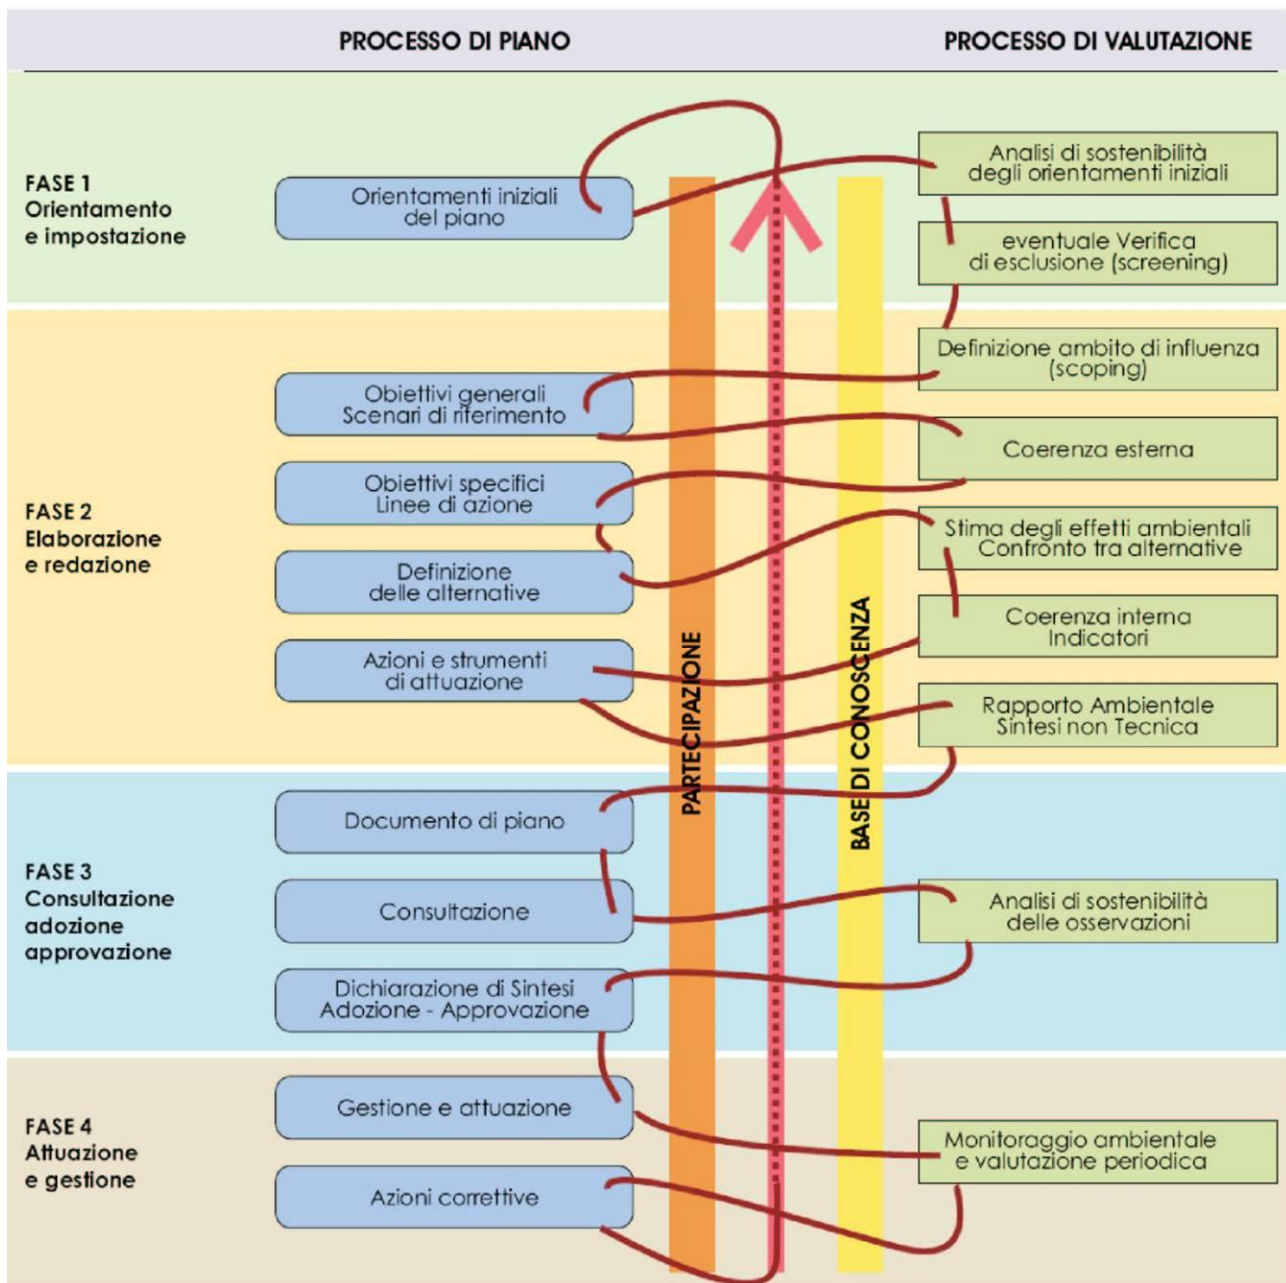 PROCESSO DI PIANO
PROCESSO DI VALUTAZIONE
FASE 1
Orientamento
e impostazione
Orientamenti iniziali
del piano
Analisi di sostenibilità
degli orientamenti iniziali
eventuale Verifica
di esclusione (screening)
FASE 2
Elaborazione
e redazione
Definizione ambito di influenza
(scoping)
Obiettivi generali
Scenari di riferimento
Coerenza esterna
Obiettivi specifici
Linee di azione
Stima degli effetti ambientali
Confronto tra alternative
Definizione
delle alternative
Coerenza interna
Indicatori
Azioni e strumenti
di attuazione
Rapporto Ambientale
Sintesi non Tecnica
PARTECIPAZIONE
BASE DI CONOSCENZA
FASE 3
Consultazione
adozione
approvazione
Documento di piano
Consultazione
Analisi di sostenibilità
delle osservazioni
Dichiarazione di Sintesi
Adozione - Approvazione
FASE 4
Attuazione
e gestione
Gestione e attuazione
Monitoraggio ambientale
e valutazione periodica
Azioni correttive